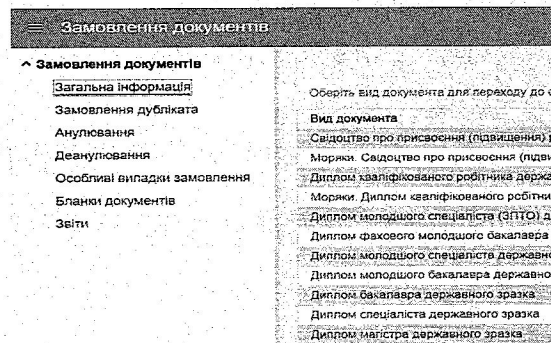 Замовлення документів
Замовлення документів
Загальна інформація
Замовлення дубліката
Анулювання
Деанулювання
Особливі випадки замовлення
Бланки документів
Звіти
Оберіть вид документа для переходу до
Вид документа
Свідоцтво про присвоєння (підвищення)
Моряки. Свідоцтво про присвоєння
Диплом кваліфікованого робітника
Моряки. Диплом кваліфікованого
Диплом молодшого спеціаліста (ЗПТО)
Диплом фахового молодшого бакалавра
Диплом молодшого спеціаліста
Диплом молодшого бакалавра
Диплом бакалавра державного зразка
Диплом спеціаліста державного зразка
Диплом магістра державного зразка